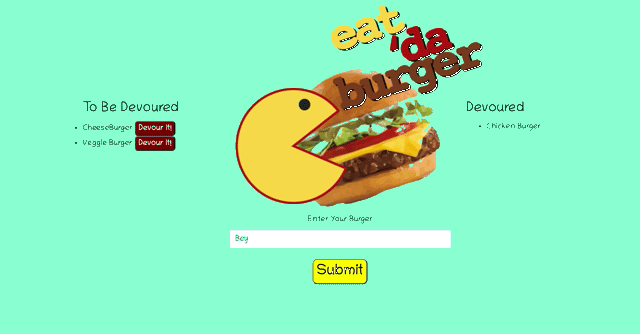 eat
'da
burger
To Be Devoured
CheeseBurger Devour It!
Veggie Burger Devour It!
Devoured
Chicken Burger
Enter Your Burger
Bey
Submit